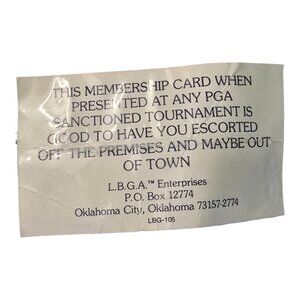 THIS MEMBERSHIP CARD WHEN
PRESENTED AT ANY PGA
SANCTIONED TOURNAMENT IS
GOOD TO HAVE YOU ESCORTED
OFF THE PREMISES AND MAYBE OUT
OF TOWN
L.B.G.A.™ Enterprises
P.O. Box 12774
Oklahoma City, Oklahoma 73157-2774
LBG-106